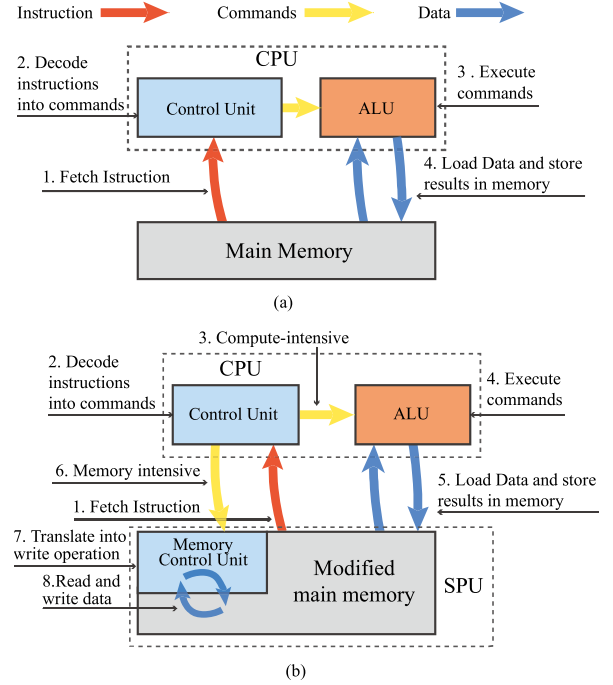 Instruction
Commands
Data
CPU
2. Decode
instructions
into commands
Control Unit
ALU
3 . Execute
commands
1. Fetch Istruction
4. Load Data and store
results in memory
Main Memory
(a)
3. Compute-intensive
2. Decode
instructions
into commands
CPU
Control Unit
ALU
4. Execute
commands
6. Memory intensive
1. Fetch Istruction
5. Load Data and store
results in memory
7. Translate into
write operation
Memory
Control Unit
8.Read and
write data
Modified
main memory
SPU
(b)